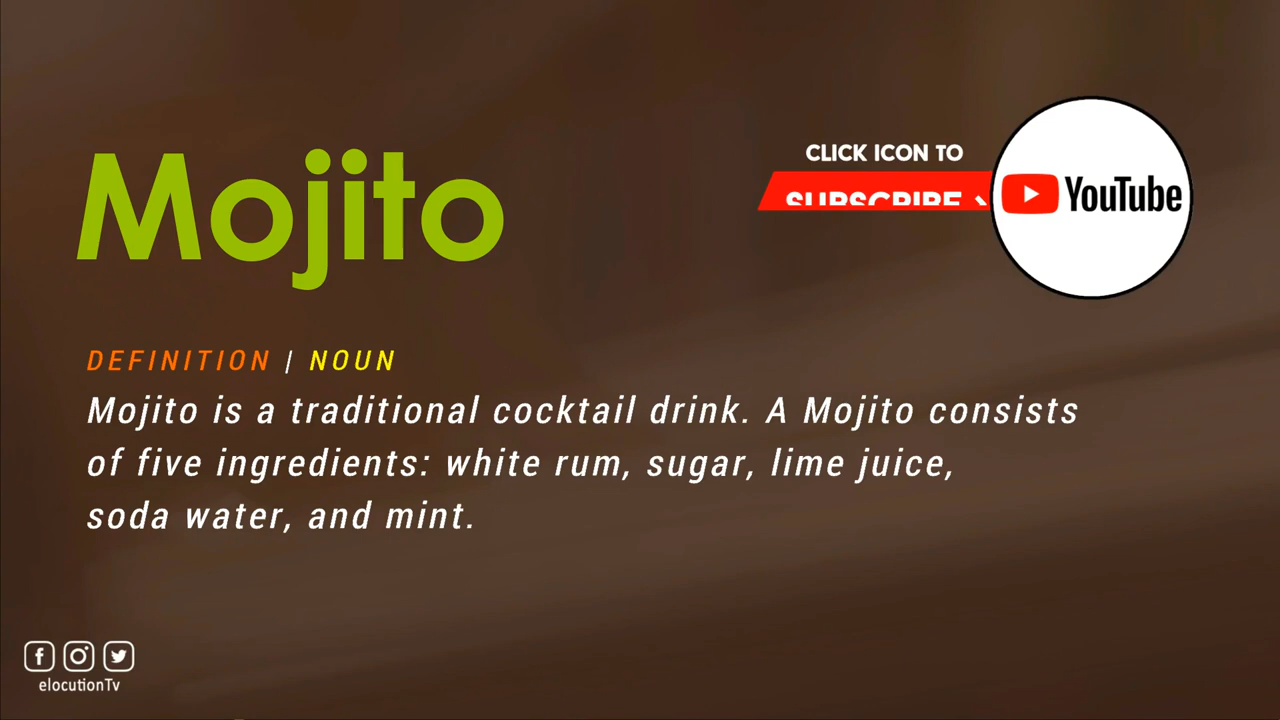 Mojito
CLICK ICON TO
SUBSCRIBE
YouTube
DEFINITION | NOUN
Mojito is a traditional cocktail drink. A Mojito consists
of five ingredients: white rum, sugar, lime juice,
soda water, and mint.
elocutionTv